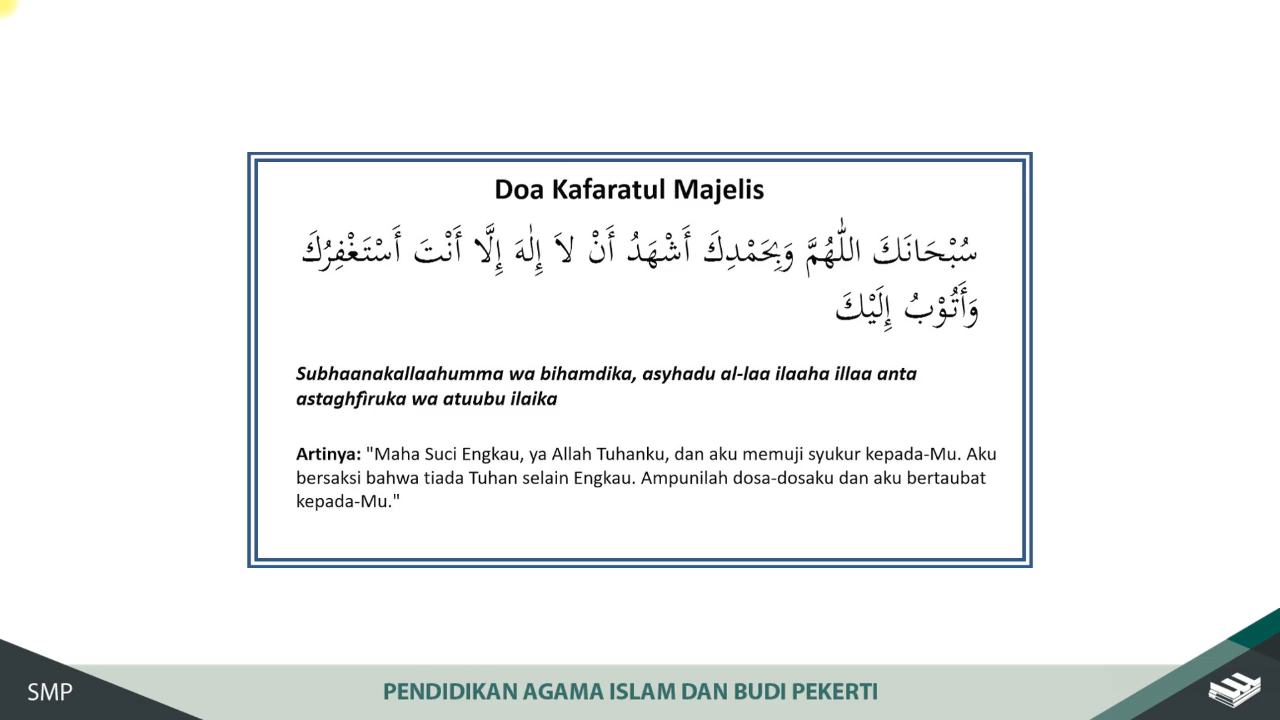 Doa Kafaratul Majelis
سُبْحَانَكَ اللّٰهُمَّ وَبِحَمْدِكَ أَشْهَدُ أَنْ لاَ إِلٰهَ إِلَّا أَنْتَ أَسْتَغْفِرُكَ
وَأَتُوْبُ إِلَيْكَ
Subhaanakallaahumma wa bihamdika, asyhadu al-laa ilaaha illaa anta
astaghfiruka wa atuubu ilaika
Artinya: "Maha Suci Engkau, ya Allah Tuhanku, dan aku memuji syukur kepada-Mu. Aku
bersaksi bahwa tiada Tuhan selain Engkau. Ampunilah dosa-dosaku dan aku bertaubat
kepada-Mu."
SMP
PENDIDIKAN AGAMA ISLAM DAN BUDI PEKERTI